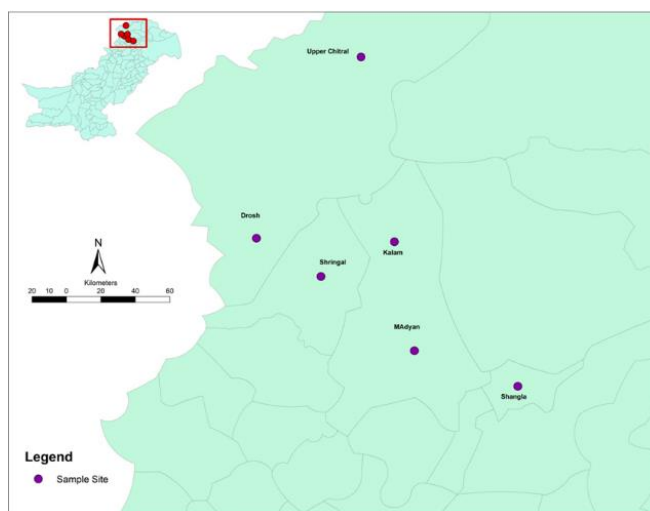 Upper Chitral
Drosh
Kalam
Shringal
N
Kilometers
20 10 0 20 40 60
MAdyan
Shangla
Legend
Sample Site